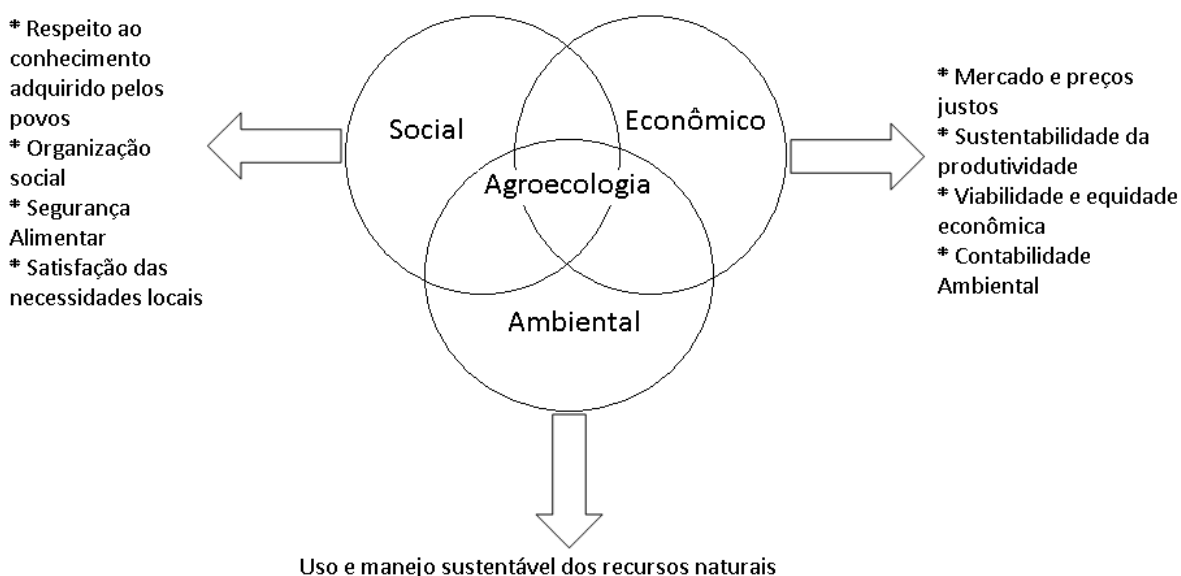 * Respeito ao
conhecimento
adquirido pelos
povos
* Organização
social
* Segurança
Alimentar
* Satisfação das
necessidades locais
Social
Econômico
Agroecologia
Ambiental
* Mercado e preços
justos
* Sustentabilidade da
produtividade
* Viabilidade e equidade
econômica
* Contabilidade
Ambiental
Uso e manejo sustentável dos recursos naturais